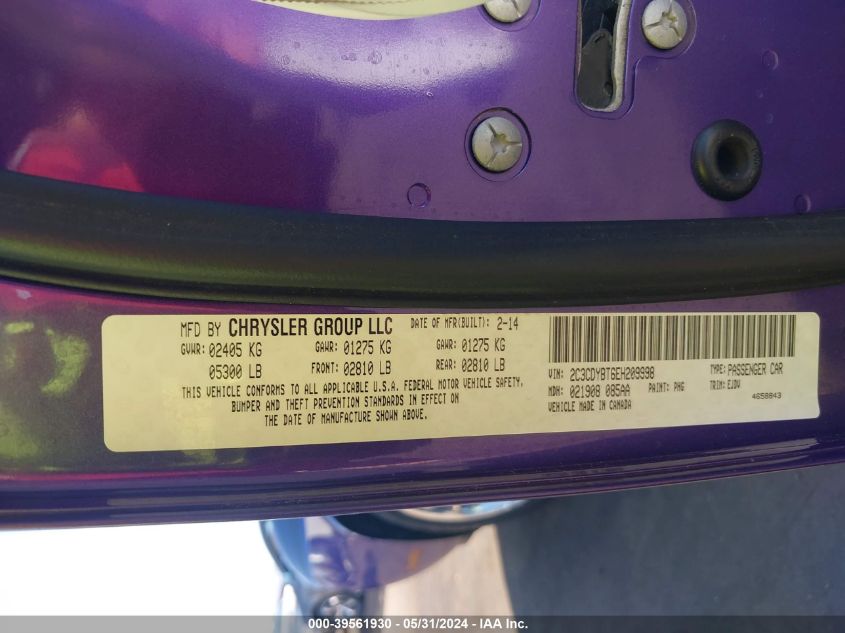 MFD BY CHRYSLER GROUP LLC DATE OF MFR(BUILT): 2-14
GVWR: 02405 KG GAWR: 01275 KG GAWR: 01275 KG
05300 LB FRONT: 02810 LB REAR: 02810 LB
THIS VEHICLE CONFORMS TO ALL APPLICABLE U.S.A. FEDERAL MOTOR VEHICLE SAFETY,
BUMPER AND THEFT PREVENTION STANDARDS IN EFFECT ON
THE DATE OF MANUFACTURE SHOWN ABOVE.
VIN: 2C3CDYBT6EH209998 TYPE: PASSENGER CAR
MDH: 021908 085AA PAINT: PHG TRIM: EJDV
VEHICLE MADE IN CANADA 4658843
000-39561930 - 05/31/2024 - IAA Inc.